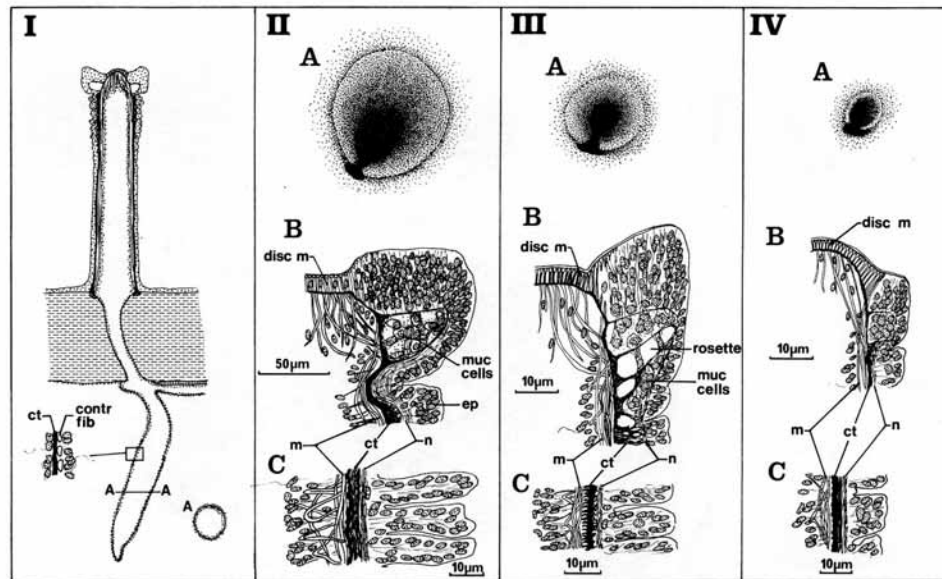 I
ct
contr
fib
A
A
A
II
A
B
disc m
50µm
muc
cells
ep
m
ct
n
C
10µm
III
A
B
disc m
10µm
rosette
muc
cells
m
ct
n
C
10µm
IV
A
B
disc m
10µm
m
ct
n
C
10µm